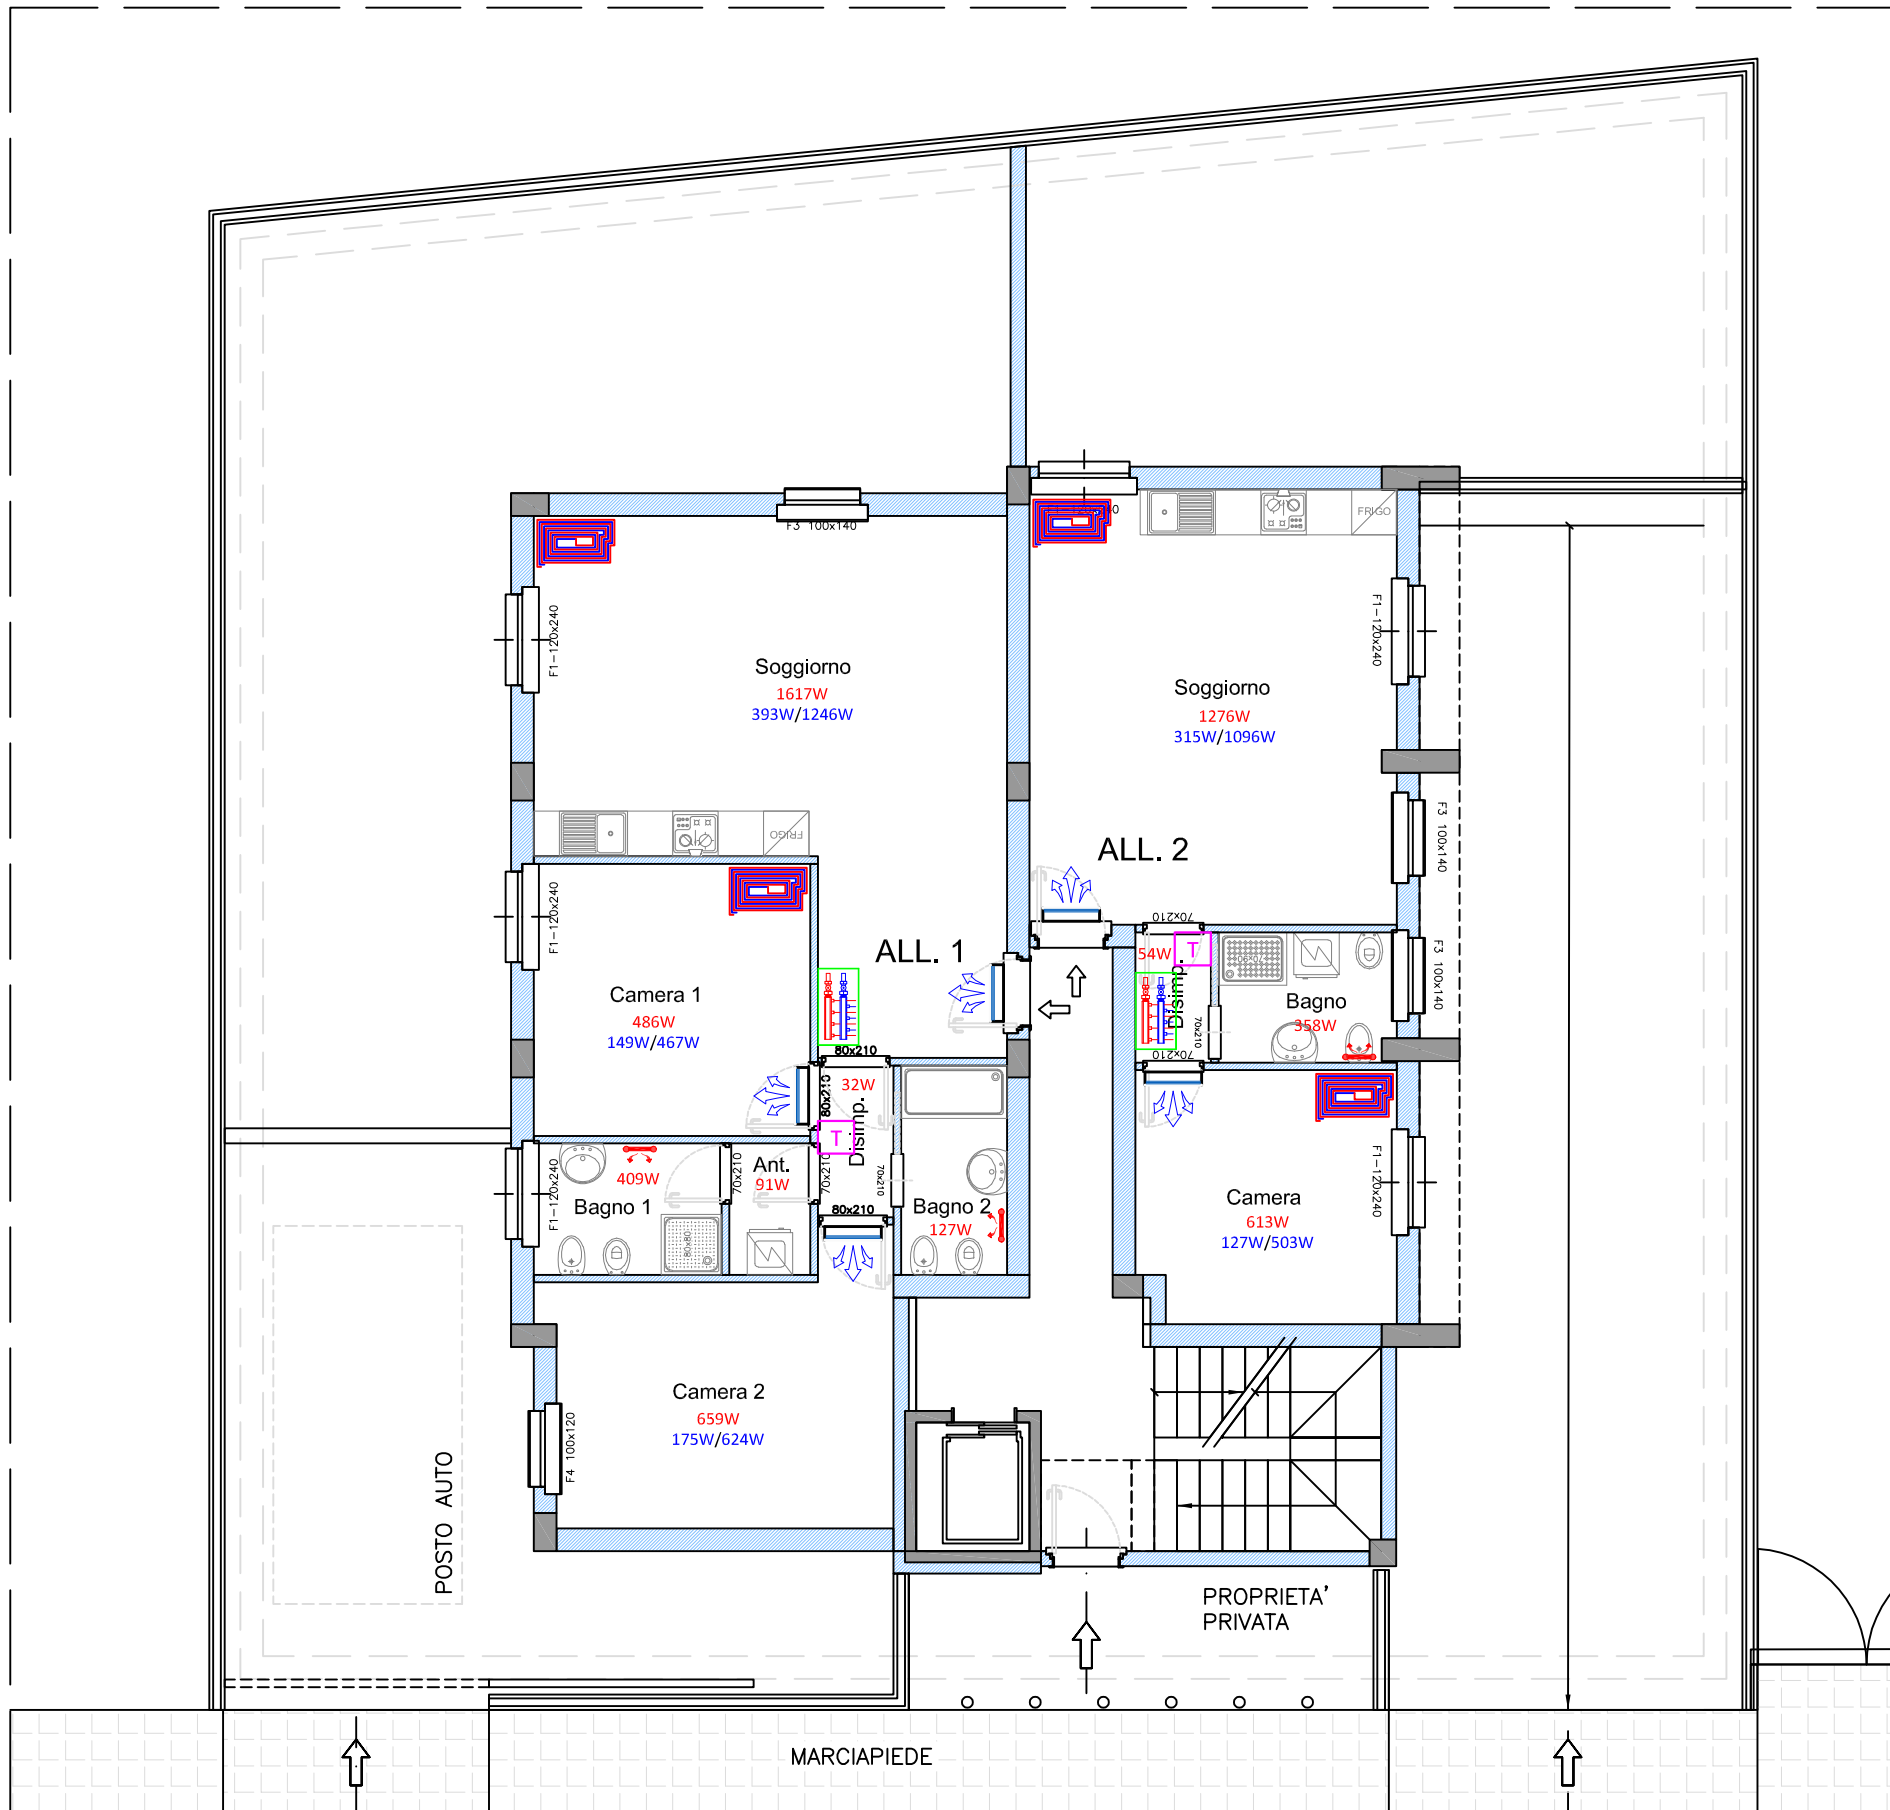 F3 100x140
FRIGO
F1-120x240
F1-120x240
Soggiorno
1617W
393W/1246W
Soggiorno
1276W
315W/1096W
F3 100x140
FRIGO
ALL. 2
F1-120x240
70x210
ALL. 1
54W
T
70x90
F3 100x140
Camera 1
486W
149W/467W
Disimp.
Bagno
358W
70x210
80x210
70x210
32W
80x210
Disimp.
T
409W
Bagno 1
70x210
Ant.
91W
70x210
70x210
Bagno 2
127W
F1-120x240
80x80
80x210
Camera
613W
127W/503W
F1-120x240
Camera 2
659W
175W/624W
F4 100x120
POSTO AUTO
PROPRIETA'
PRIVATA
MARCIAPIEDE